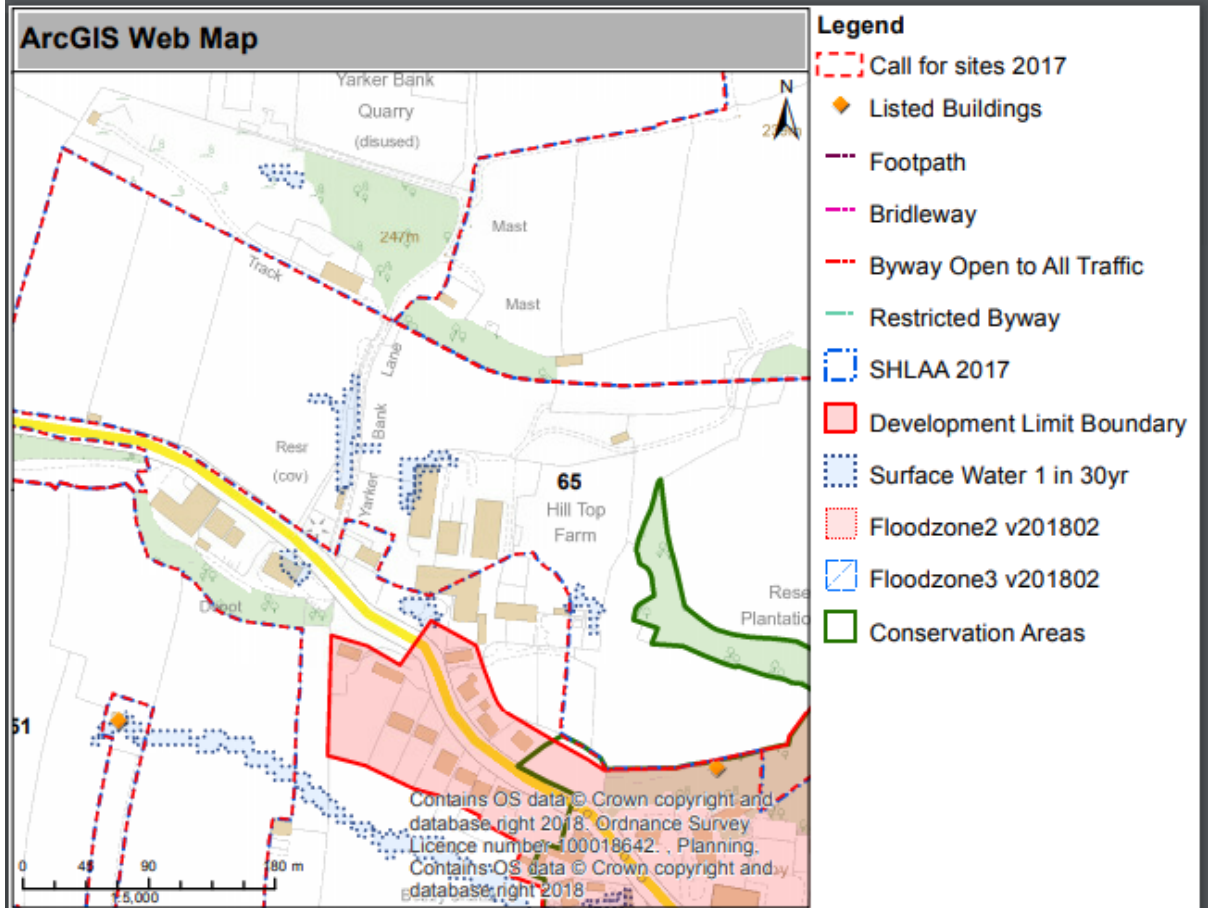 ArcGIS Web Map
Yarker Bank
Quarry
(disused)
N
247m
Mast
Track
Mast
Lane
Bank
Yarker
Resr
(cov)
65
Hill Top
Farm
Depot
Plantatio
51
Contains OS data © Crown copyright and
database right 2018. Ordnance Survey
Licence number 100018642. , Planning,
Contains OS data © Crown copyright and
database right 2018
0 45 90 180 m
1:5,000
Legend
Call for sites 2017
Listed Buildings
Footpath
Bridleway
Byway Open to All Traffic
Restricted Byway
SHLAA 2017
Development Limit Boundary
Surface Water 1 in 30yr
Floodzone2 v201802
Floodzone3 v201802
Conservation Areas